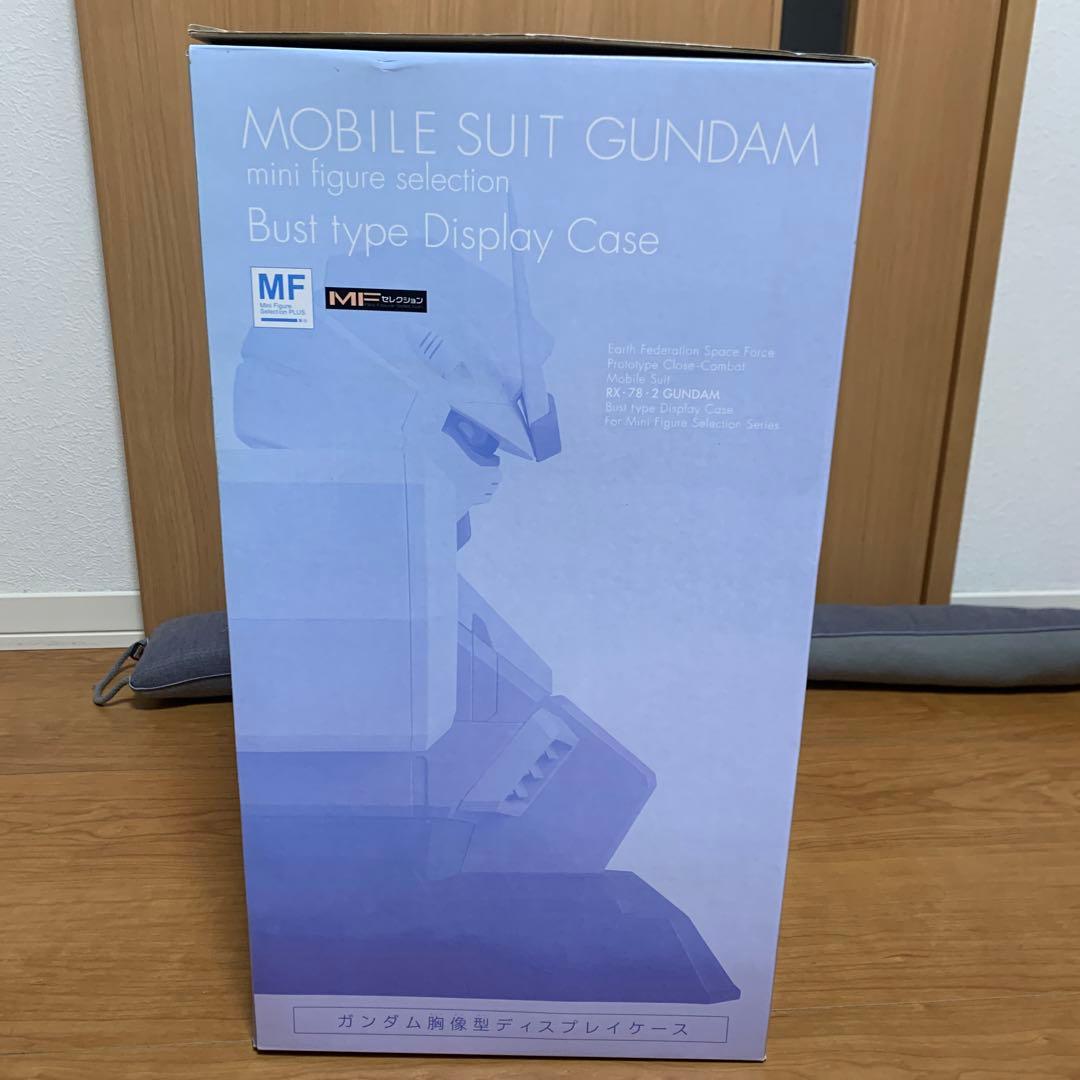 MOBILE SUIT GUNDAM
mini figure selection
Bust type Display Case
MF
Mini Figure
Selection PLUS
MFセレクション
Earth Federation Space Force
Prototype Close-Combat
Mobile Suit
RX-78-2 GUNDAM
Bust type Display Case
For Mini Figure Selection Series
ガンダム胸像型ディスプレイケース